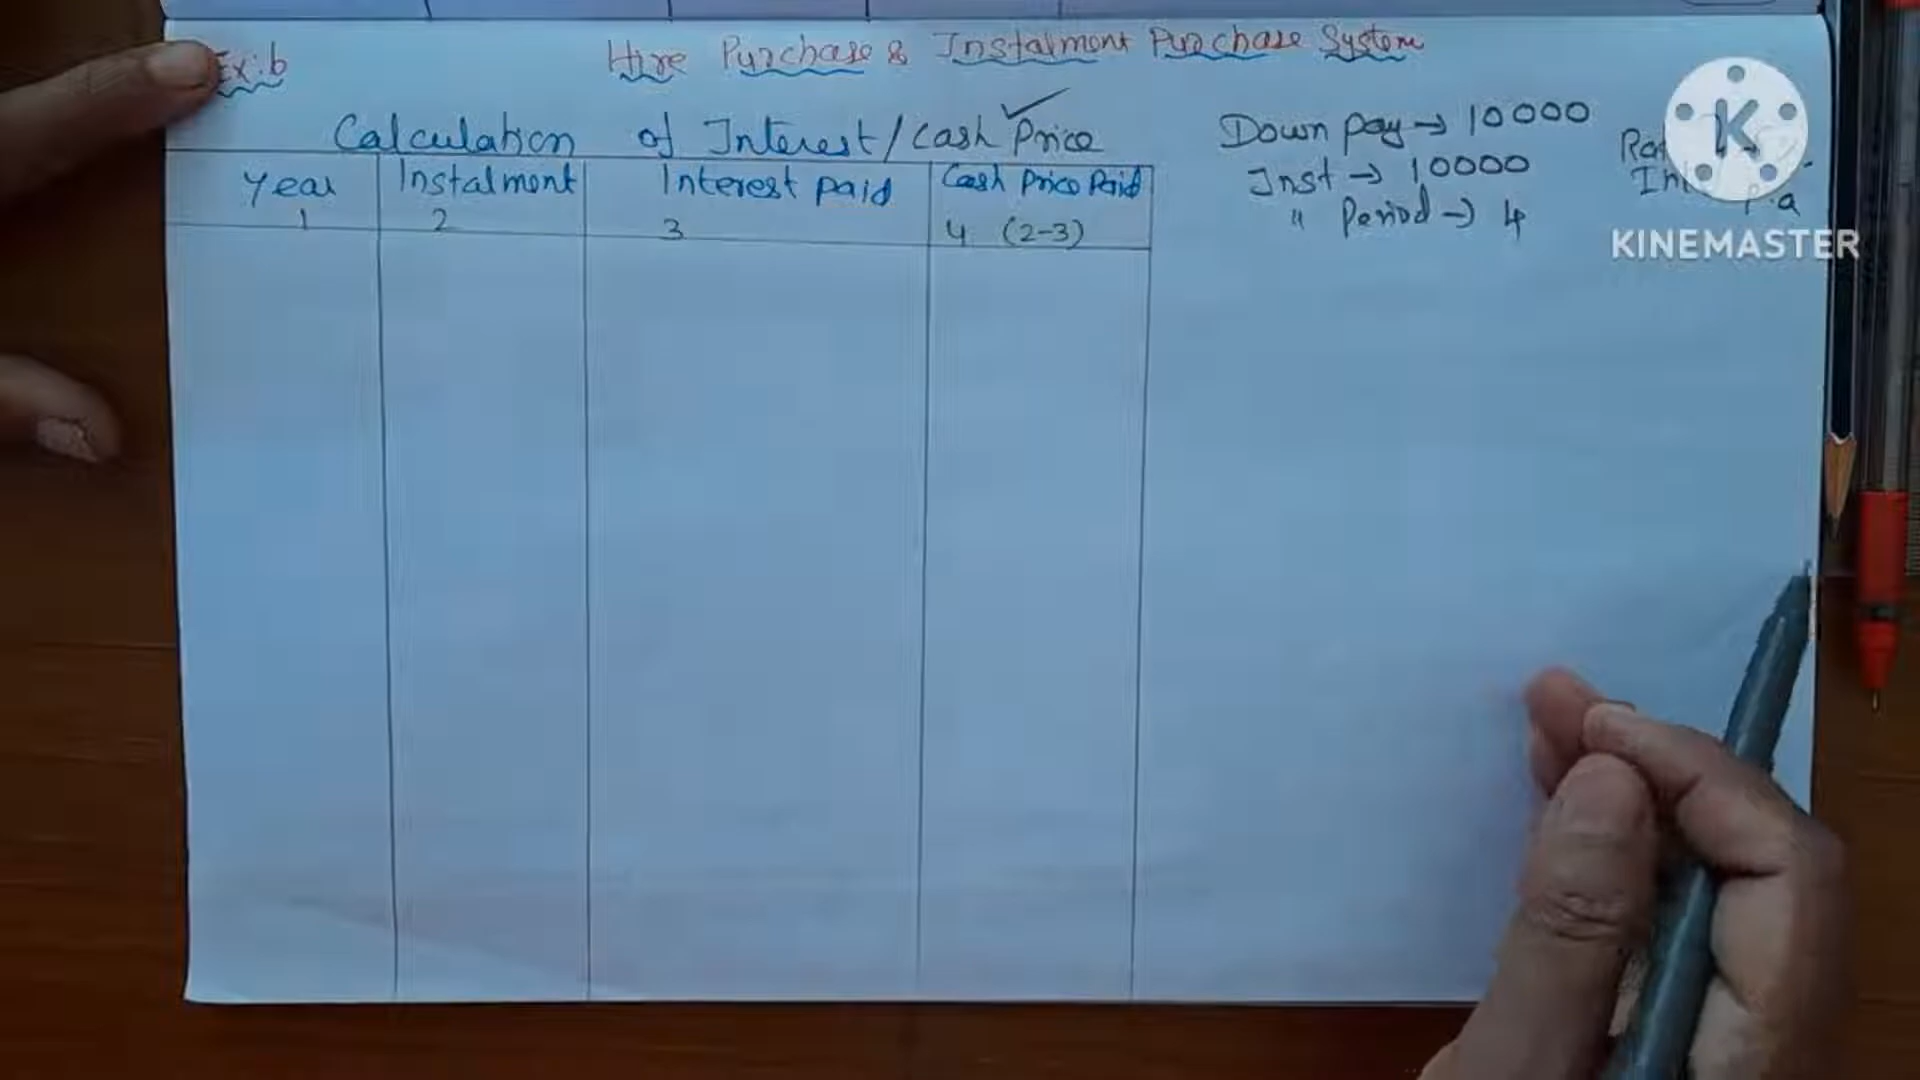 Ex:b
Hire Purchase & Instalment Purchase System
Calculation of Interest/Cash Price
Down pay → 10000
Inst → 10000
" Period → 4
p.a
Year Instalment Interest paid Cash Price Paid
1 2 3 4 (2-3)
K
KINEMASTER